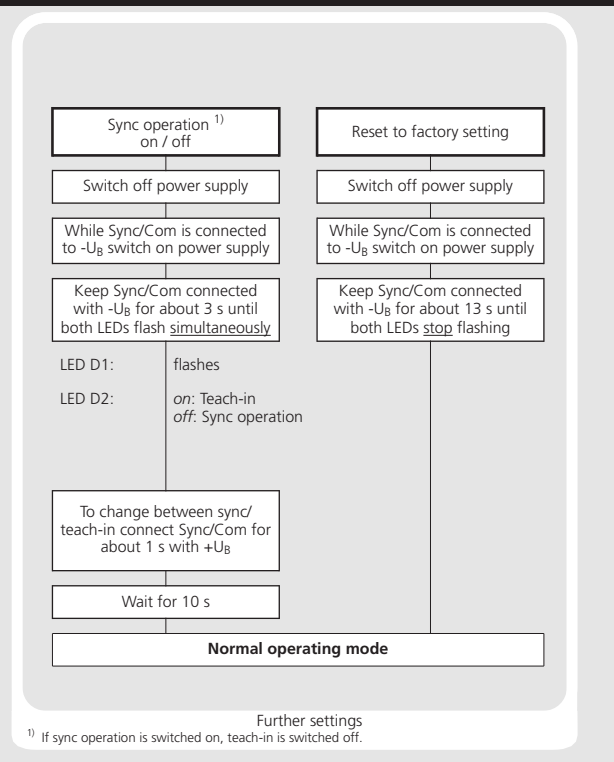 Sync operation 1)
on / off
Switch off power supply
While Sync/Com is connected
to -UB switch on power supply
Keep Sync/Com connected
with -UB for about 3 s until
both LEDs flash simultaneously
LED D1: flashes
LED D2: on: Teach-in
off: Sync operation
To change between sync/
teach-in connect Sync/Com for
about 1 s with +UB
Wait for 10 s
Reset to factory setting
Switch off power supply
While Sync/Com is connected
to -UB switch on power supply
Keep Sync/Com connected
with -UB for about 13 s until
both LEDs stop flashing
Normal operating mode
Further settings
1) If sync operation is switched on, teach-in is switched off.